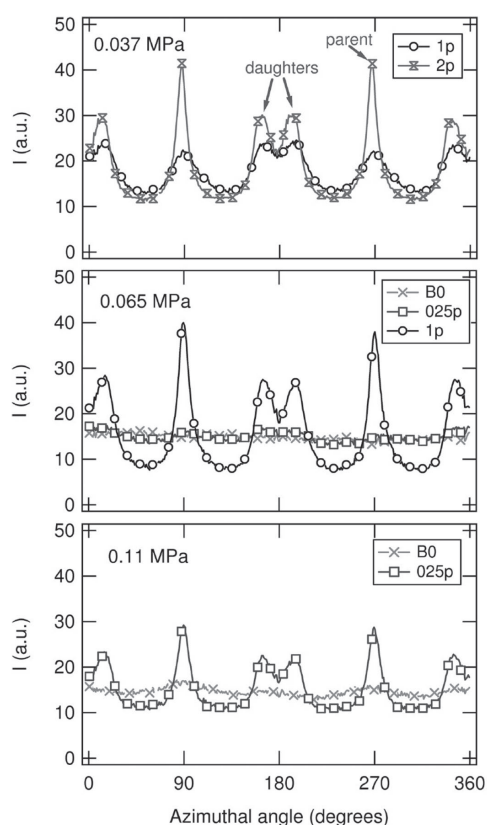 0.037 MPa
parent
daughters
1p
2p
I (a.u.)
50
40
30
20
10
0
0.065 MPa
B0
025p
1p
I (a.u.)
50
40
30
20
10
0
0.11 MPa
B0
025p
I (a.u.)
50
40
30
20
10
0
0 90 180 270 360
Azimuthal angle (degrees)